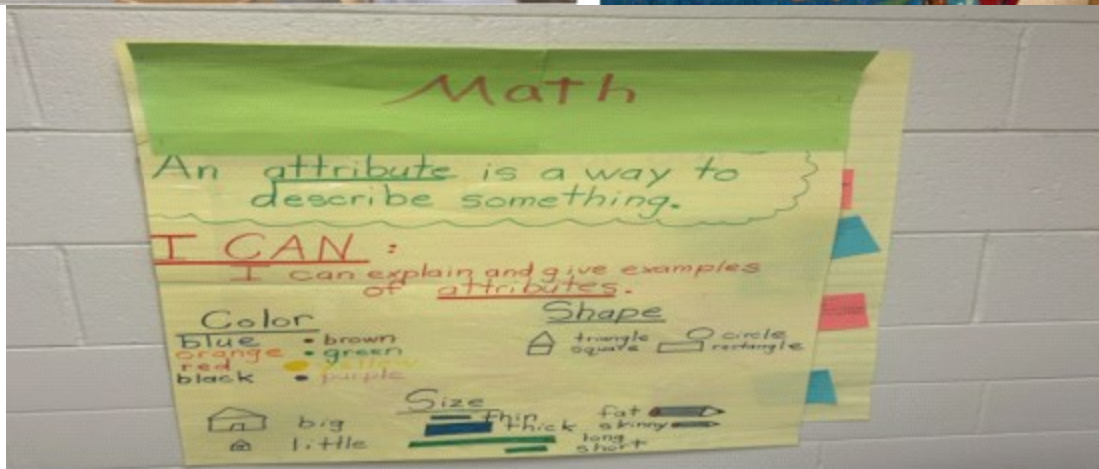 Math
An attribute is a way to
describe something.
I CAN:
I can explain and give examples
of attributes.
Color
blue • brown
orange • green
red yellow
black • purple
Shape
triangle circle
square rectangle
Size
big
little
thin
thick
long
short
fat
skinny